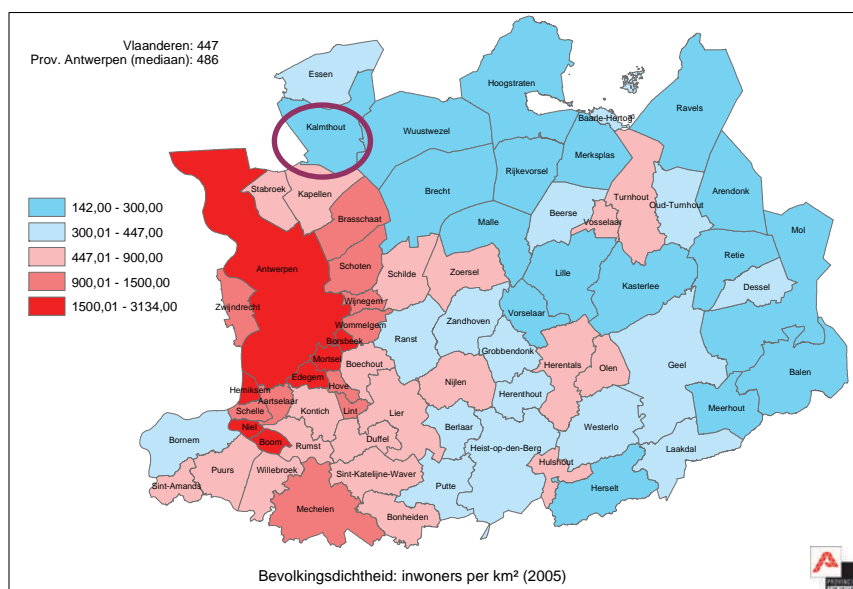 Vlaanderen: 447
Prov. Antwerpen (mediaan): 486
Essen
Hoogstraten
Baarle-Hertog
Ravels
Kalmthout
Wuustwezel
Merksplas
Rijkevorsel
Stabroek
Kapellen
Brecht
Turnhout
Arendonk
Oud-Turnhout
Beerse
Vosselaar
Brasschaat
Malle
Mol
142,00 - 300,00
300,01 - 447,00
447,01 - 900,00
900,01 - 1500,00
1500,01 - 3134,00
Antwerpen
Schoten
Schilde
Zoersel
Lille
Retie
Kasterlee
Dessel
Zwijndrecht
Wijnegem
Wommelgem
Vorselaar
Zandhoven
Ranst
Borsbeek
Mortsel
Boechout
Grobbendonk
Herentals
Olen
Geel
Balen
Edegem
Hove
Hemiksem
Aartselaar
Nijlen
Herenthout
Schelle
Kontich
Lint
Lier
Meerhout
Niel
Berlaar
Westerlo
Bornem
Boom
Rumst
Duffel
Heist-op-den-Berg
Laakdal
Puurs
Willebroek
Sint-Katelijne-Waver
Hulshout
Sint-Amands
Putte
Herselt
Mechelen
Bonheiden
Bevolkingsdichtheid: inwoners per km² (2005)